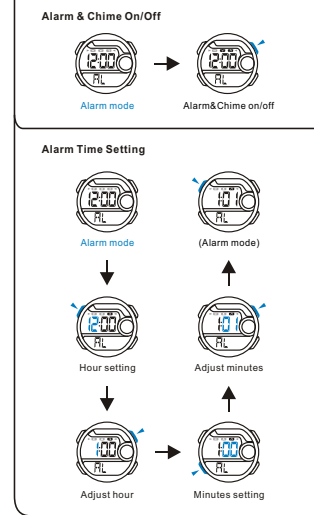 Alarm & Chime On/Off
12:00 12:00
AL AL
Alarm mode Alarm&Chime on/off
Alarm Time Setting
12:00 1:01
AL AL
Alarm mode (Alarm mode)
12:00 1:01
AL AL
Hour setting Adjust minutes
1:00 1:00
AL AL
Adjust hour Minutes setting